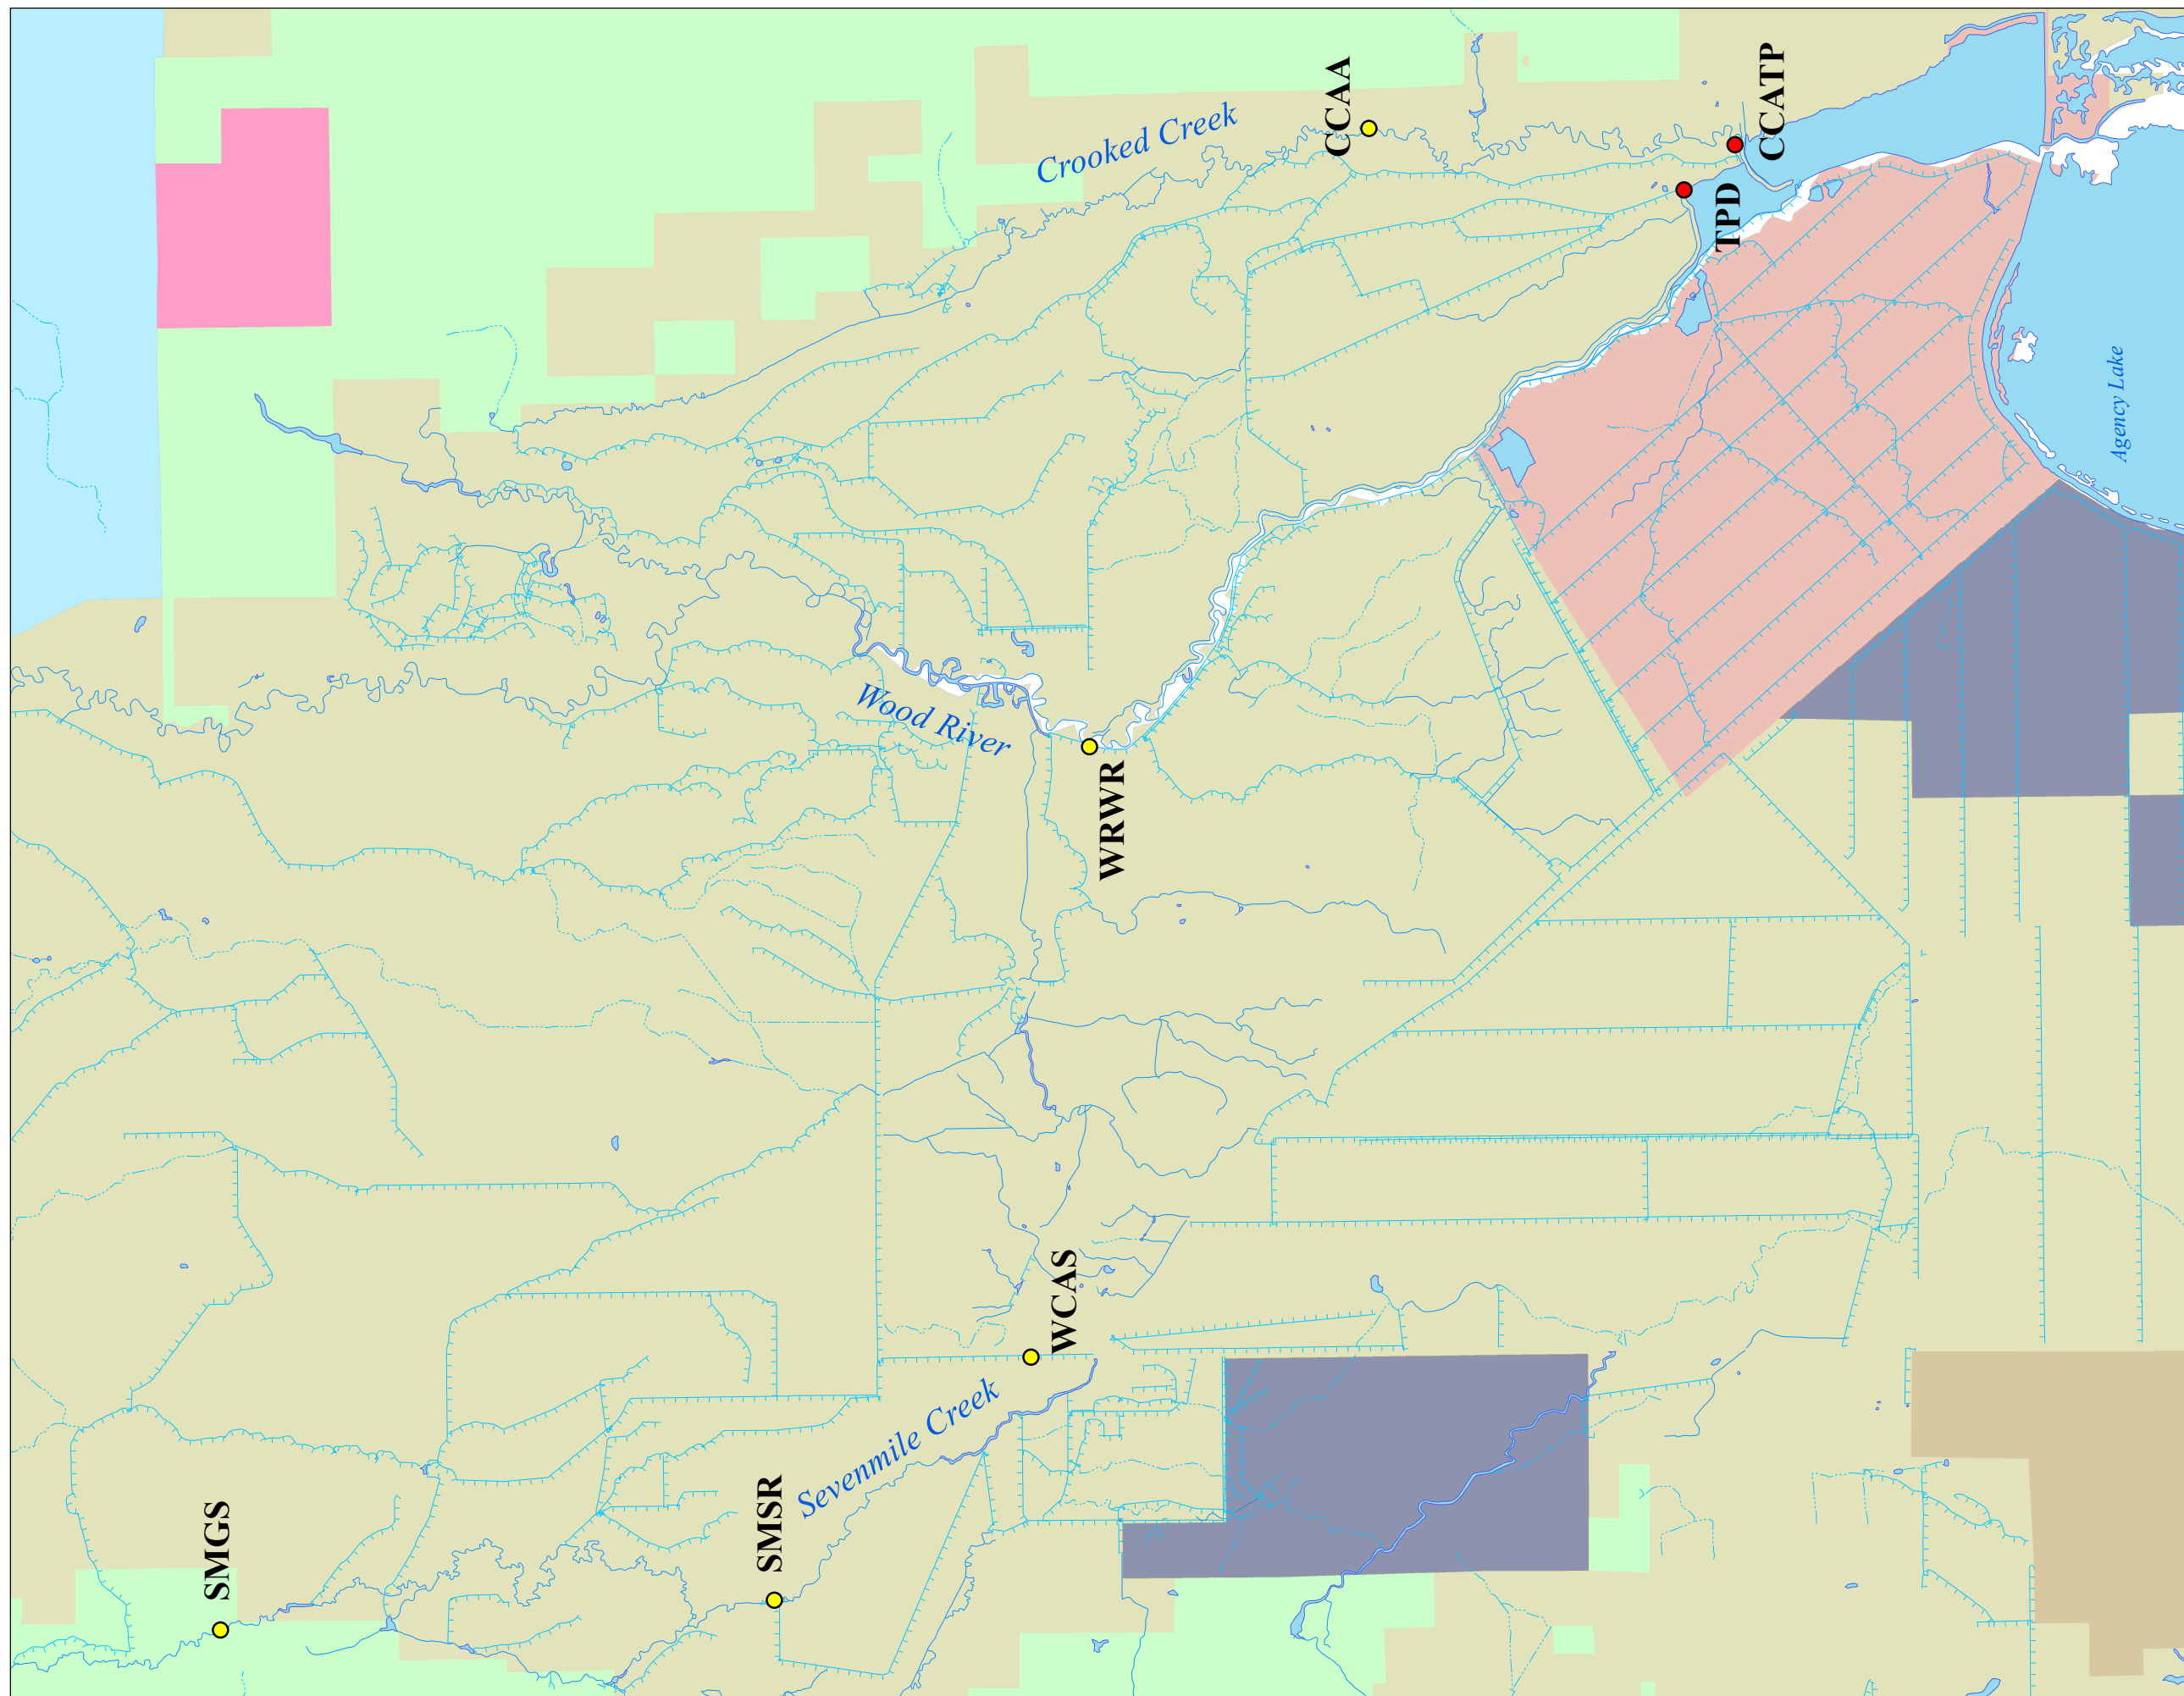 Crooked Creek
CCAA
CCATP
TPD
Agency Lake
Wood River
WRWR
WCAS
Sevenmile Creek
SMSR
SMGS